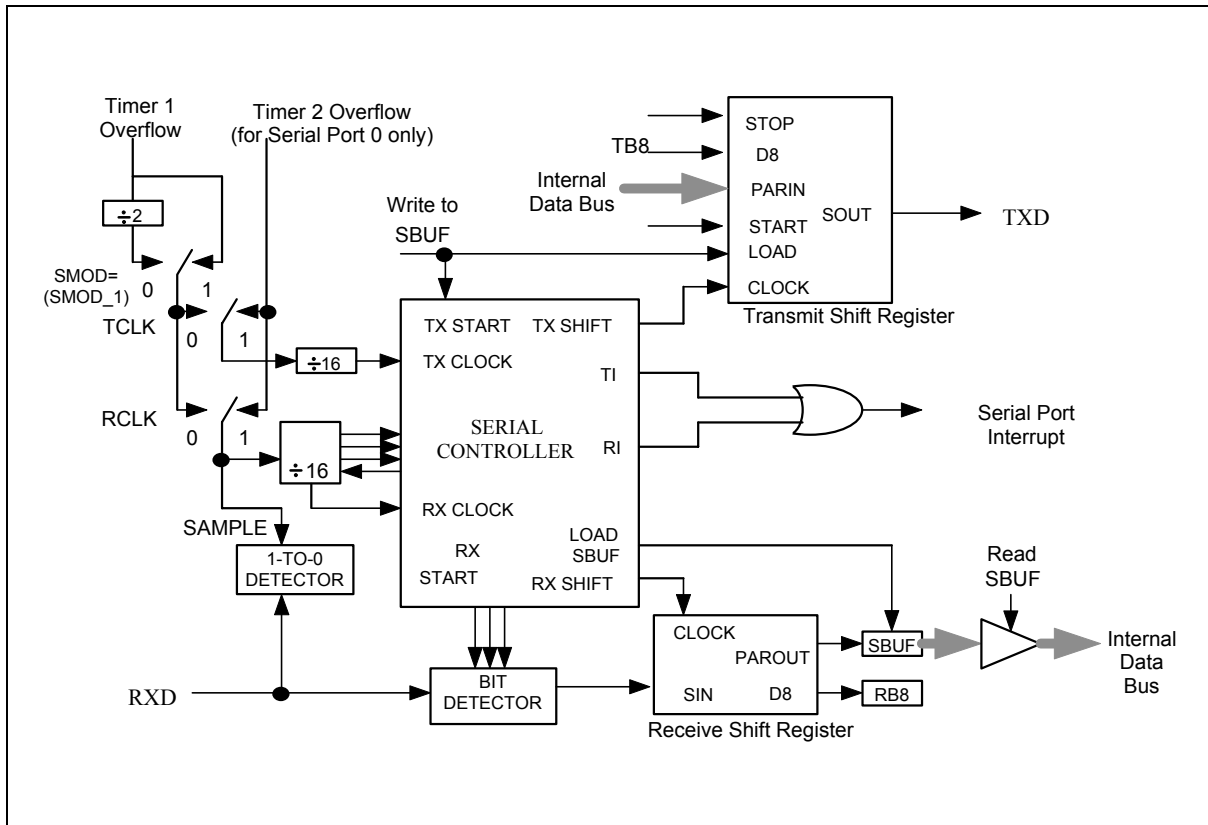 Timer 1
Overflow
Timer 2 Overflow
(for Serial Port 0 only)
÷2
SMOD=
(SMOD_1)
0
1
TCLK
0
1
÷16
RCLK
0
1
÷16
SAMPLE
1-TO-0
DETECTOR
RXD
Write to
SBUF
TX START
TX SHIFT
TX CLOCK
TI
SERIAL
CONTROLLER
RI
RX CLOCK
LOAD
SBUF
RX
START
RX SHIFT
BIT
DETECTOR
TB8
Internal
Data Bus
STOP
D8
PARIN
SOUT
START
LOAD
CLOCK
Transmit Shift Register
TXD
Serial Port
Interrupt
CLOCK
PAROUT
SIN
D8
Receive Shift Register
SBUF
RB8
Read
SBUF
Internal
Data
Bus